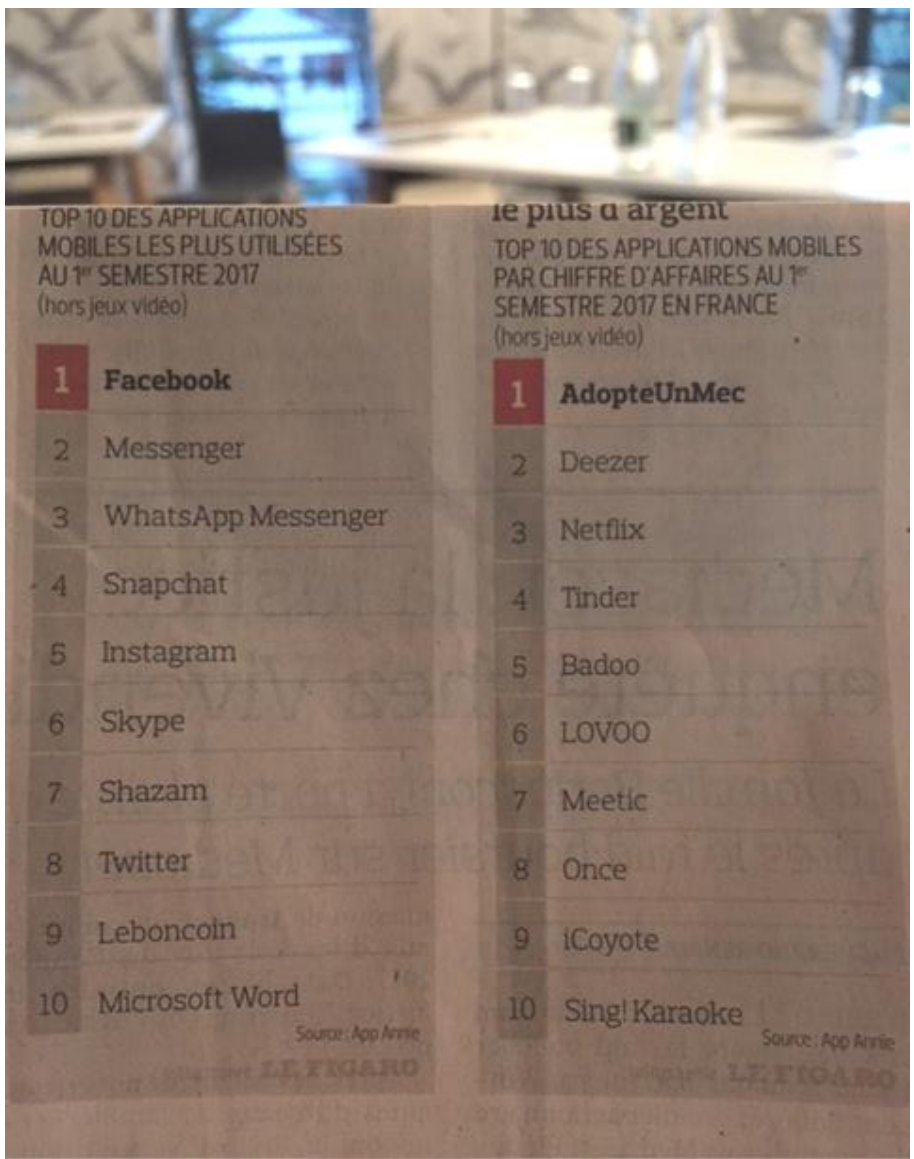 TOP 10 DES APPLICATIONS
MOBILES LES PLUS UTILISÉES
AU 1er SEMESTRE 2017
(hors jeux vidéo)
1 Facebook
2 Messenger
3 WhatsApp Messenger
4 Snapchat
5 Instagram
6 Skype
7 Shazam
8 Twitter
9 Leboncoin
10 Microsoft Word
Source : App Annie
LE FIGARO
le plus d'argent
TOP 10 DES APPLICATIONS MOBILES
PAR CHIFFRE D'AFFAIRES AU 1er
SEMESTRE 2017 EN FRANCE
(hors jeux vidéo)
1 AdopteUnMec
2 Deezer
3 Netflix
4 Tinder
5 Badoo
6 LOVOO
7 Meetic
8 Once
9 iCoyote
10 Sing! Karaoke
Source : App Annie
LE FIGARO